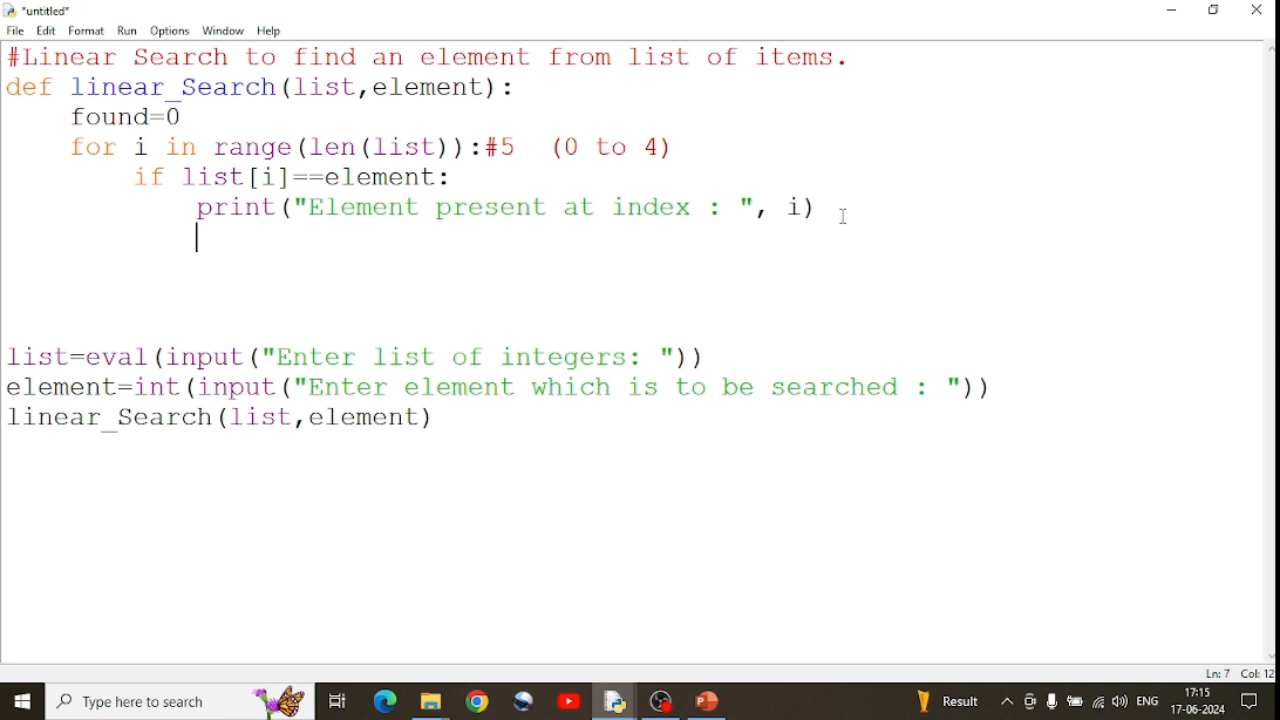 *untitled*
File Edit Format Run Options Window Help
#Linear Search to find an element from list of items.
def linear_Search(list,element):
    found=0
    for i in range(len(list)):#5  (0 to 4)
        if list[i]==element:
            print("Element present at index : ", i)
list=eval(input("Enter list of integers: "))
element=int(input("Enter element which is to be searched : "))
linear_Search(list,element)
Ln: 7 Col: 12
Type here to search
Result
ENG
17:15
17-06-2024